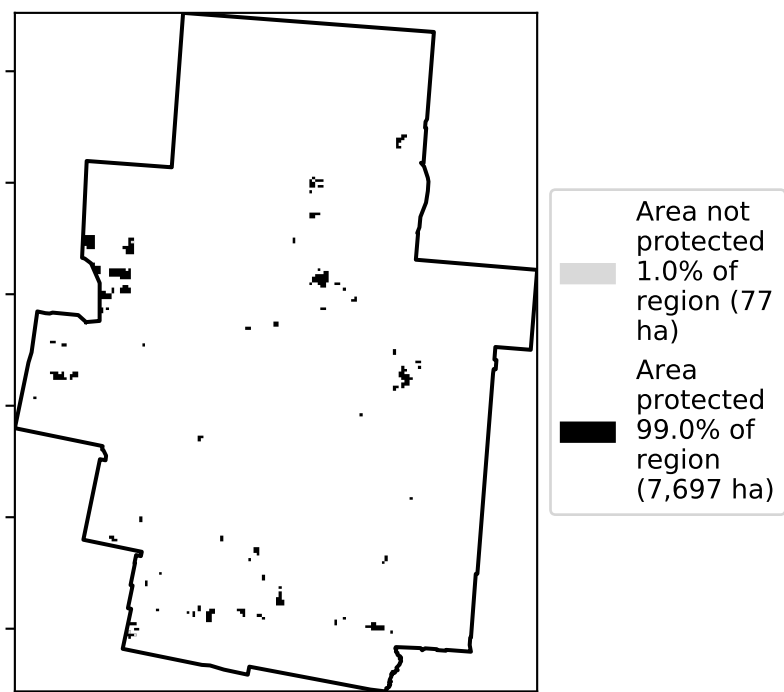 Area not
protected
1.0% of
region (77
ha)
Area
protected
99.0% of
region
(7,697 ha)